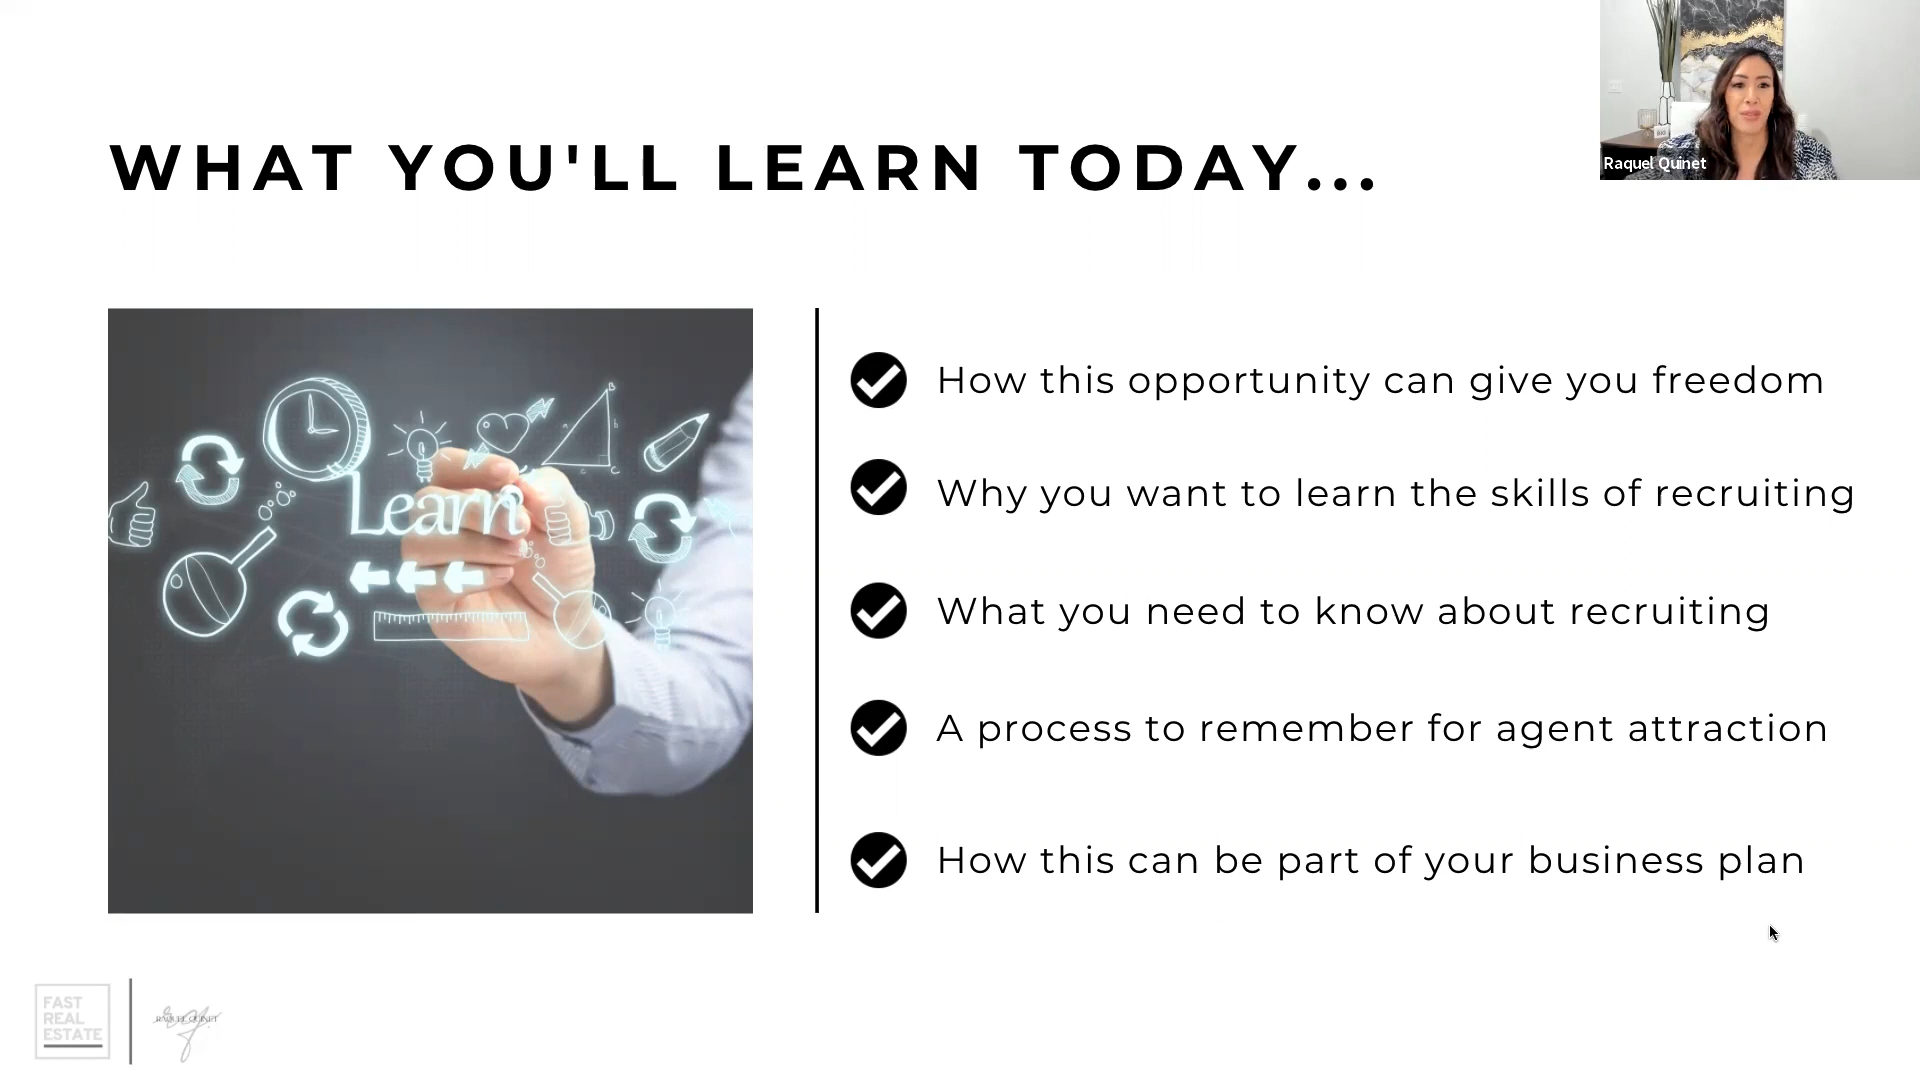 WHAT YOU'LL LEARN TODAY...
Raquel Quinet
Learn
How this opportunity can give you freedom
Why you want to learn the skills of recruiting
What you need to know about recruiting
A process to remember for agent attraction
How this can be part of your business plan
FAST
REAL
ESTATE
RAQUEL QUINET